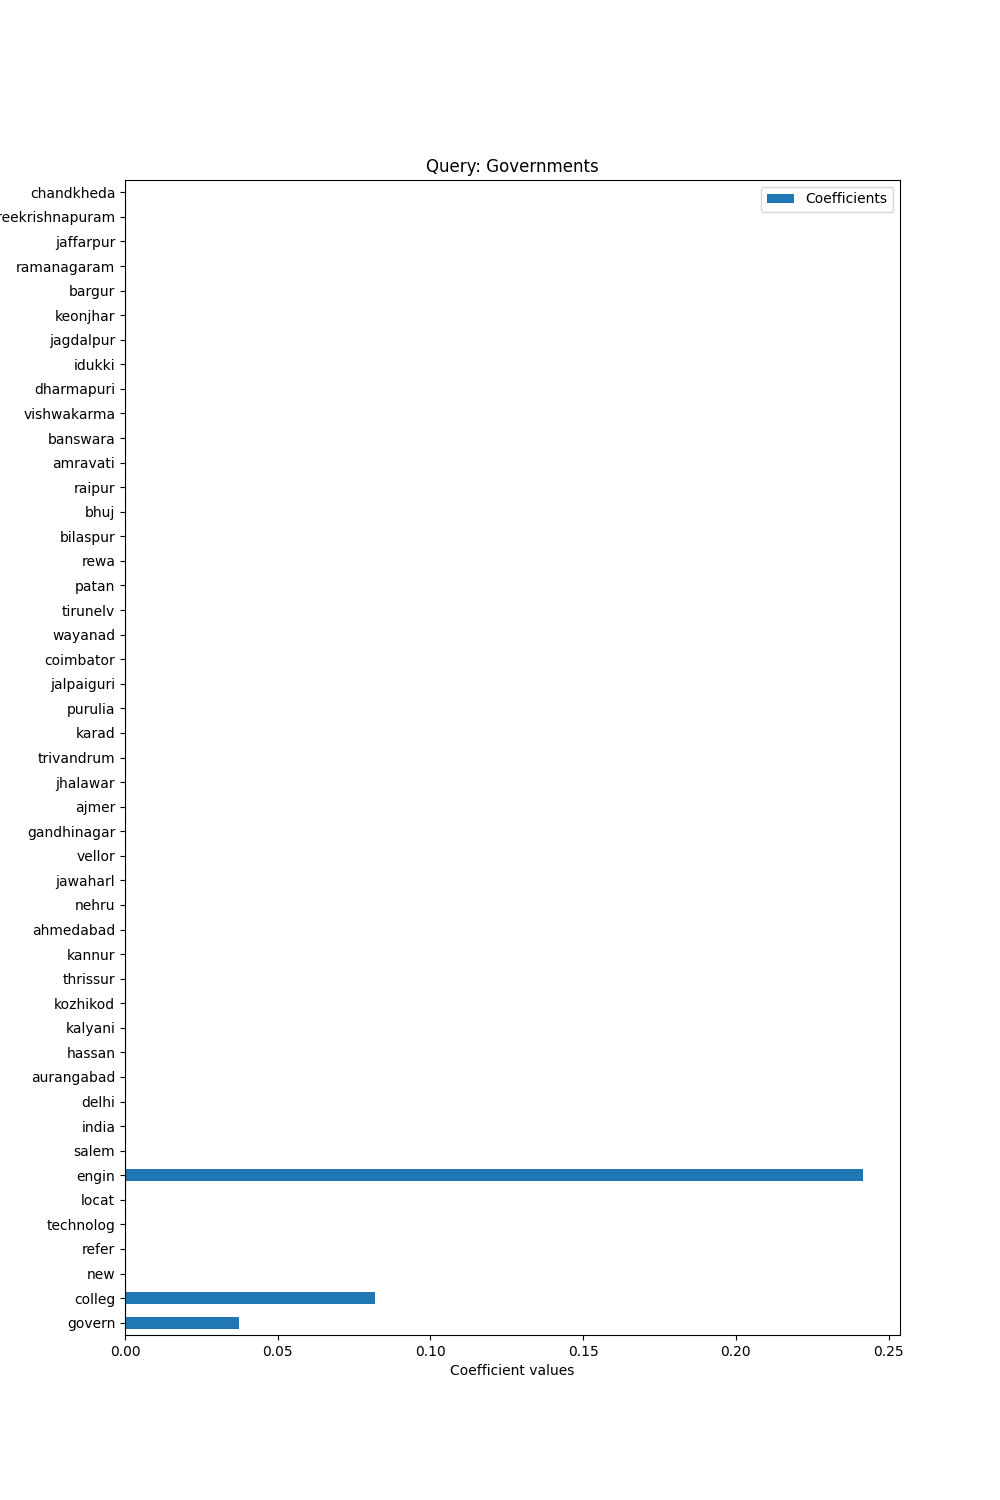 Query: Governments
Coefficients
chandkheda
reekrishnapuram
jaffarpur
ramanagaram
bargur
keonjhar
jagdalpur
idukki
dharmapuri
vishwakarma
banswara
amravati
raipur
bhuj
bilaspur
rewa
patan
tirunelv
wayanad
coimbator
jalpaiguri
purulia
karad
trivandrum
jhalawar
ajmer
gandhinagar
vellor
jawaharl
nehru
ahmedabad
kannur
thrissur
kozhikod
kalyani
hassan
aurangabad
delhi
india
salem
engin
locat
technolog
refer
new
colleg
govern
0.00 0.05 0.10 0.15 0.20 0.25
Coefficient values